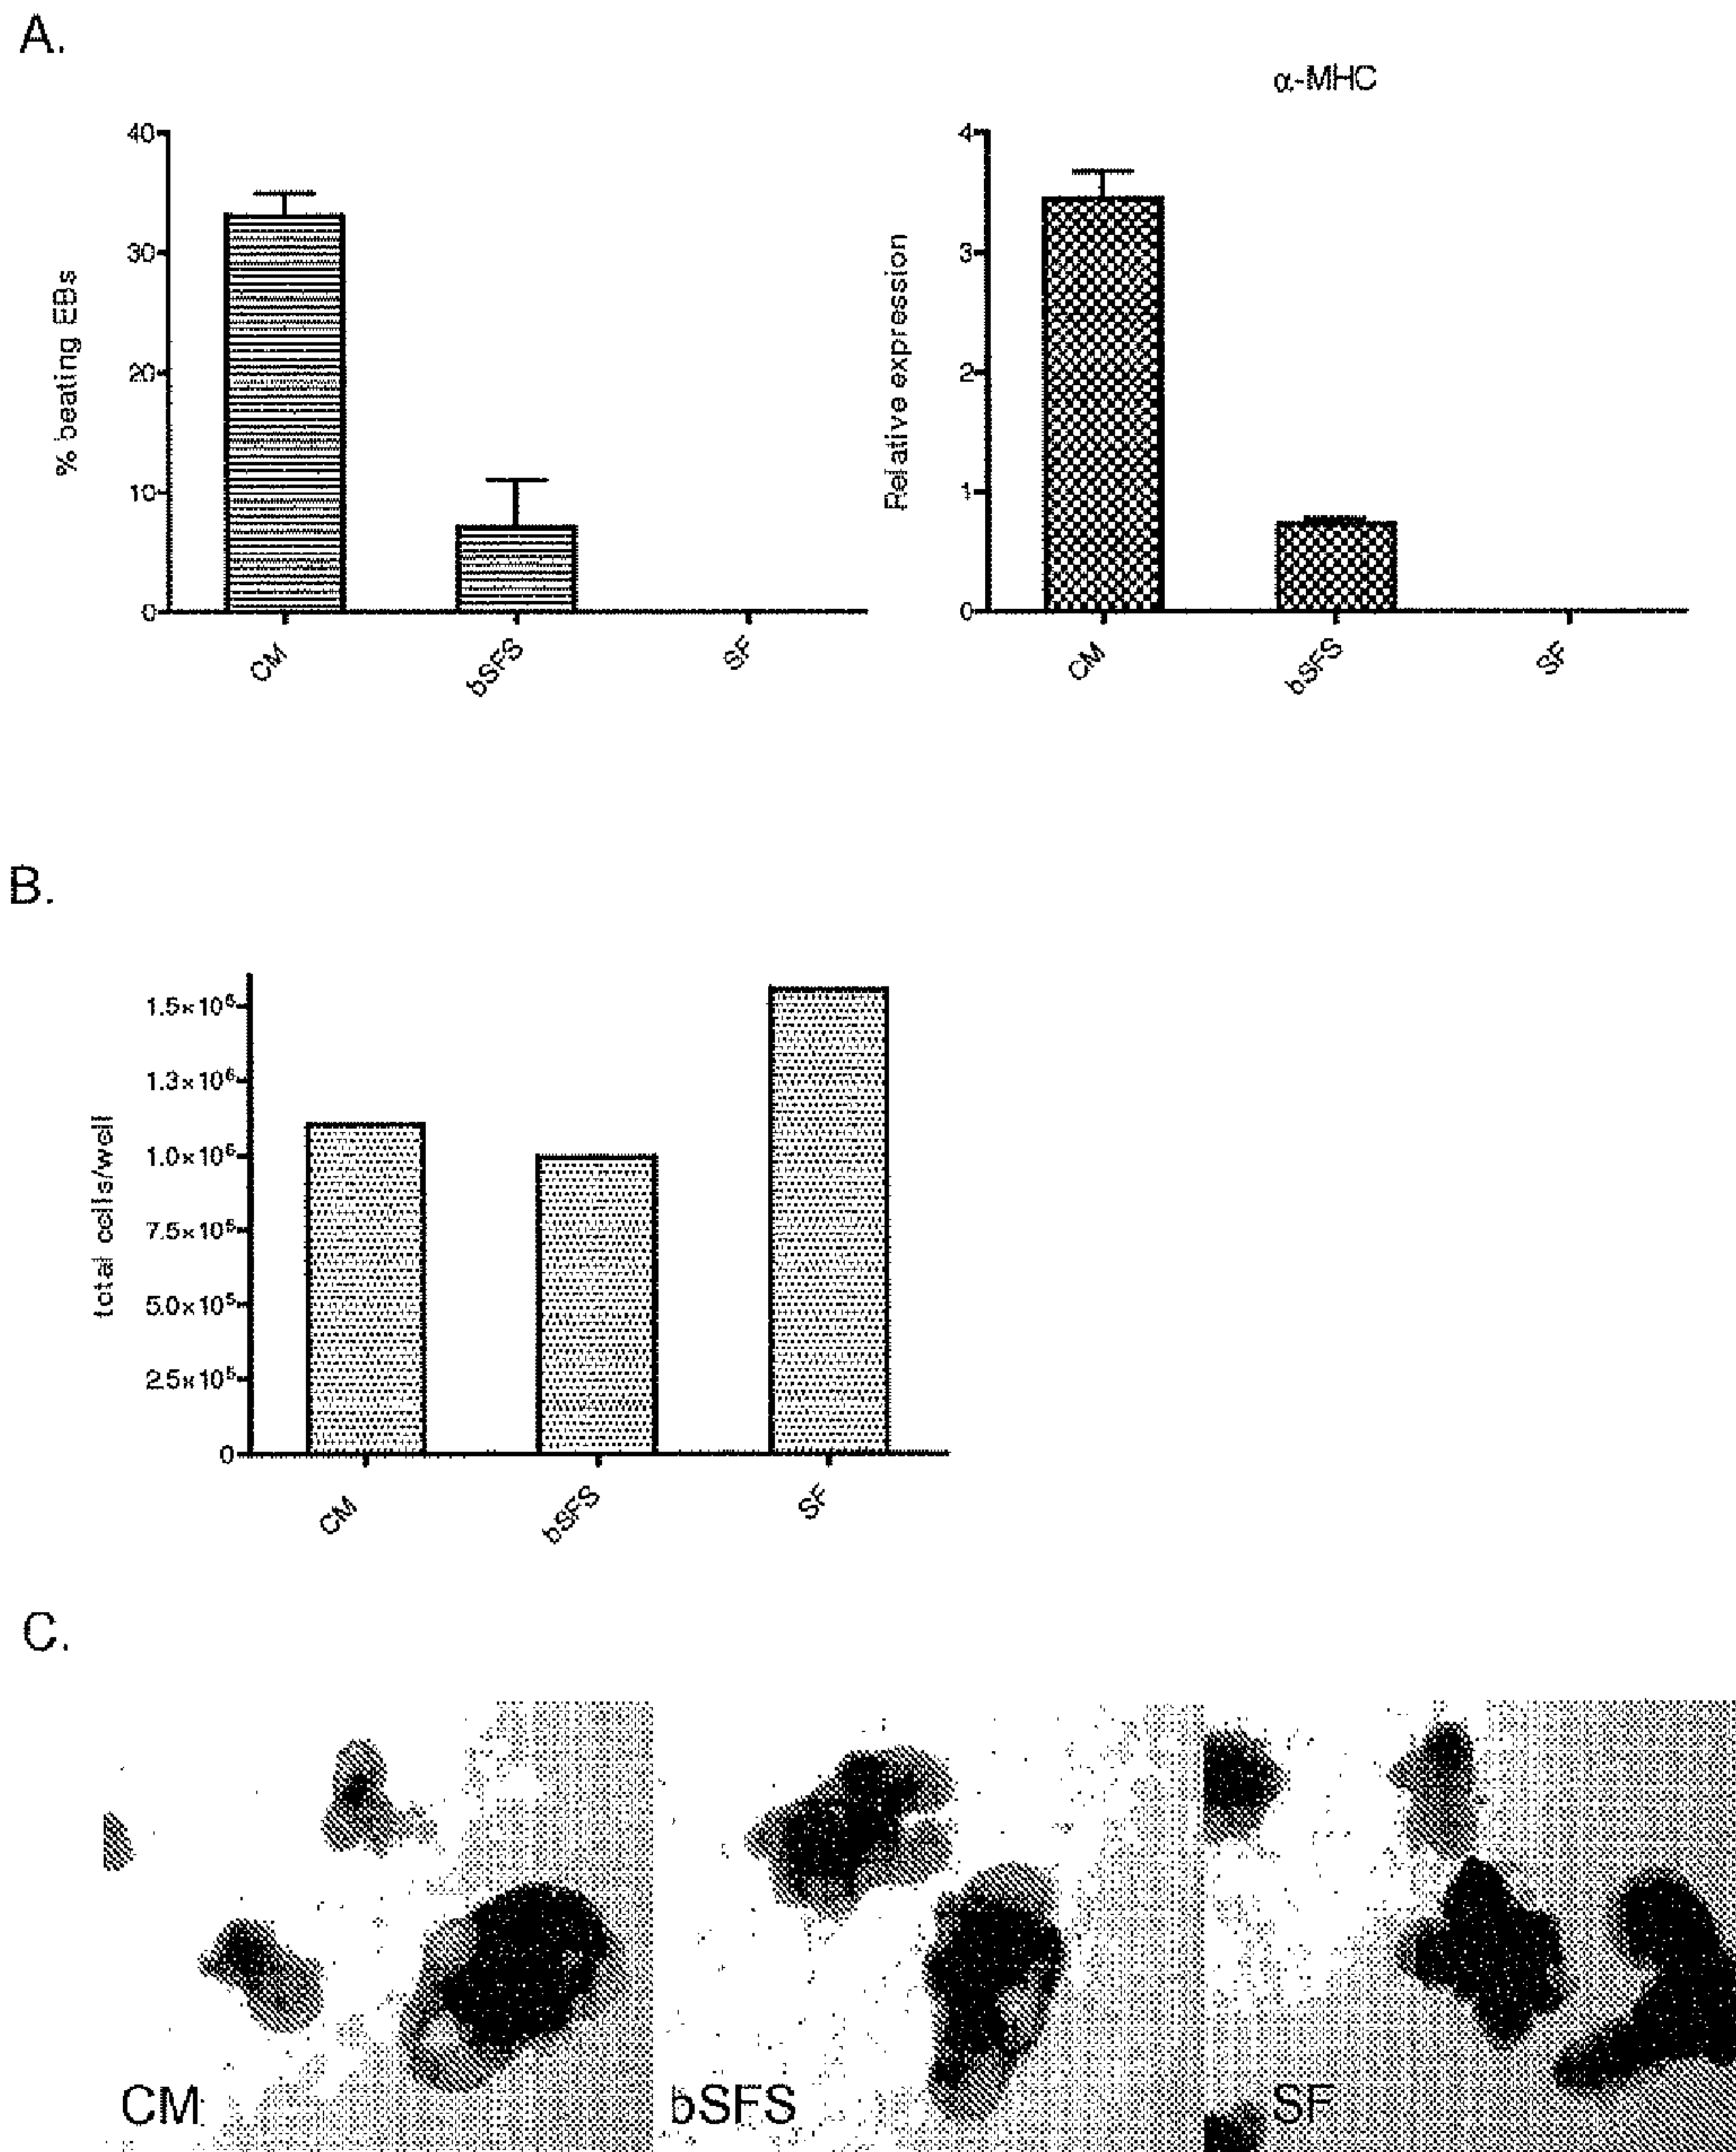 A.
40
30
20
10
0
% beating EBs
CM
bSFS
SF
α-MHC
4
3
2
1
0
Relative expression
CM
bSFS
SF
B.
1.5×10⁶
1.3×10⁶
1.0×10⁶
7.5×10⁵
5.0×10⁵
2.5×10⁵
0
total cells/well
CM
bSFS
SF
C.
CM
bSFS
SF